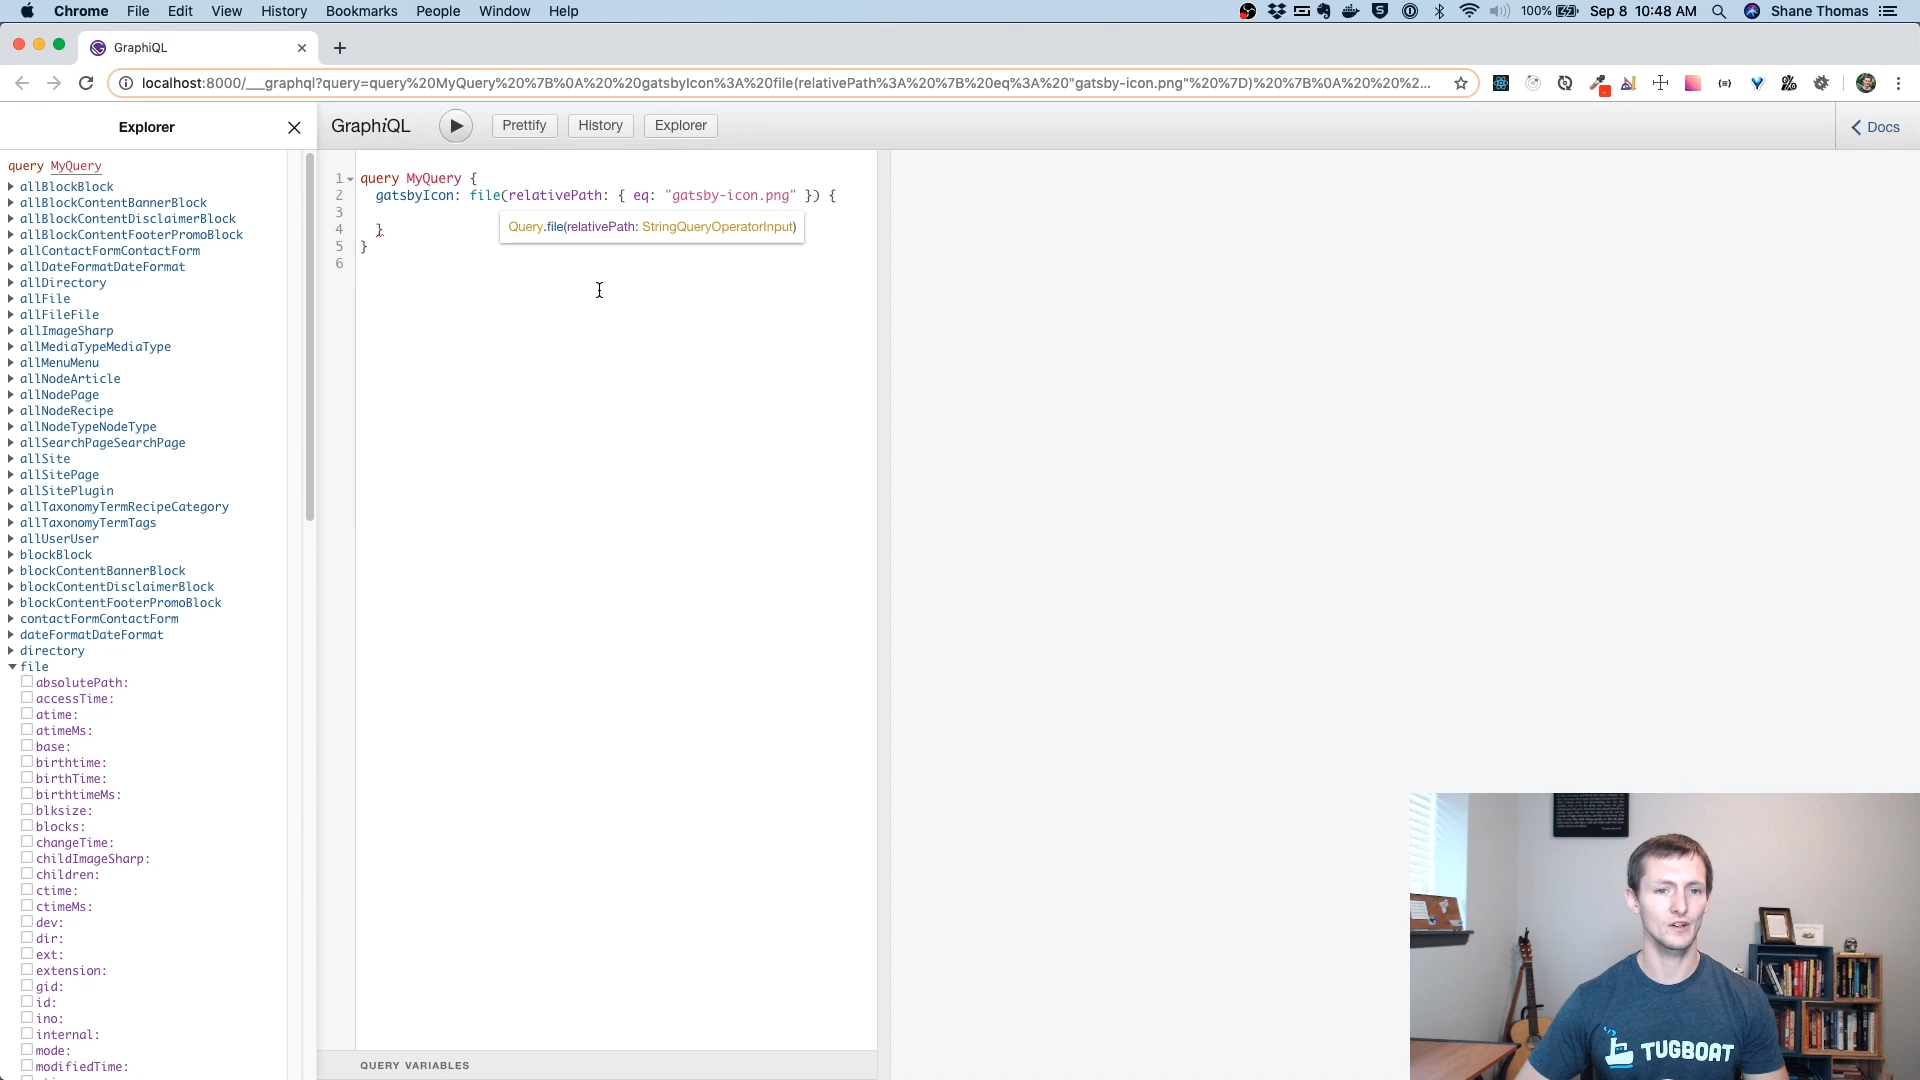 Chrome File Edit View History Bookmarks People Window Help
100% Sep 8 10:48 AM Shane Thomas
GraphiQL
localhost:8000/___graphql?query=query%20MyQuery%20%7B%0A%20%20gatsbyIcon%3A%20file(relativePath%3A%20%7B%20eq%3A%20"gatsby-icon.png"%20%7D)%20%7B%0A%20%20%2...
Explorer
GraphiQL Prettify History Explorer Docs
query MyQuery
allBlockBlock
allBlockContentBannerBlock
allBlockContentDisclaimerBlock
allBlockContentFooterPromoBlock
allContactFormContactForm
allDateFormatDateFormat
allDirectory
allFile
allFileFile
allImageSharp
allMediaTypeMediaType
allMenuMenu
allNodeArticle
allNodePage
allNodeRecipe
allNodeTypeNodeType
allSearchPageSearchPage
allSite
allSitePage
allSitePlugin
allTaxonomyTermRecipeCategory
allTaxonomyTermTags
allUserUser
blockBlock
blockContentBannerBlock
blockContentDisclaimerBlock
blockContentFooterPromoBlock
contactFormContactForm
dateFormatDateFormat
directory
file
absolutePath:
accessTime:
atime:
atimeMs:
base:
birthtime:
birthTime:
birthtimeMs:
blksize:
blocks:
changeTime:
childImageSharp:
children:
ctime:
ctimeMs:
dev:
dir:
ext:
extension:
gid:
id:
ino:
internal:
mode:
modifiedTime:
1 query MyQuery {
2 gatsbyIcon: file(relativePath: { eq: "gatsby-icon.png" }) {
3
4 }
5 }
6
Query.file(relativePath: StringQueryOperatorInput)
QUERY VARIABLES
TUGBOAT